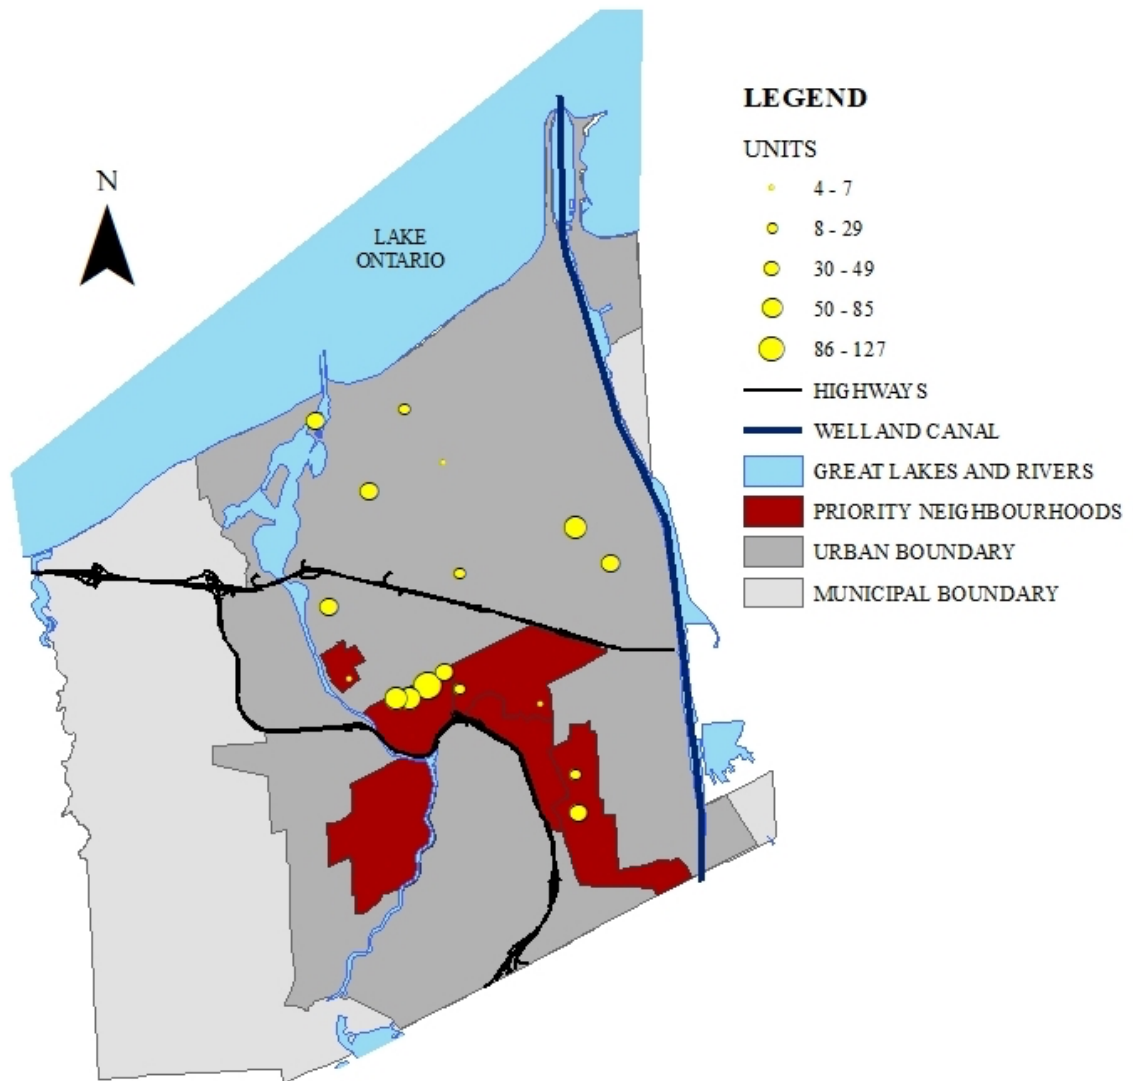 LEGEND
UNITS
4 - 7
8 - 29
30 - 49
50 - 85
86 - 127
HIGHWAYS
WELLAND CANAL
GREAT LAKES AND RIVERS
PRIORITY NEIGHBOURHOODS
URBAN BOUNDARY
MUNICIPAL BOUNDARY
N
LAKE
ONTARIO